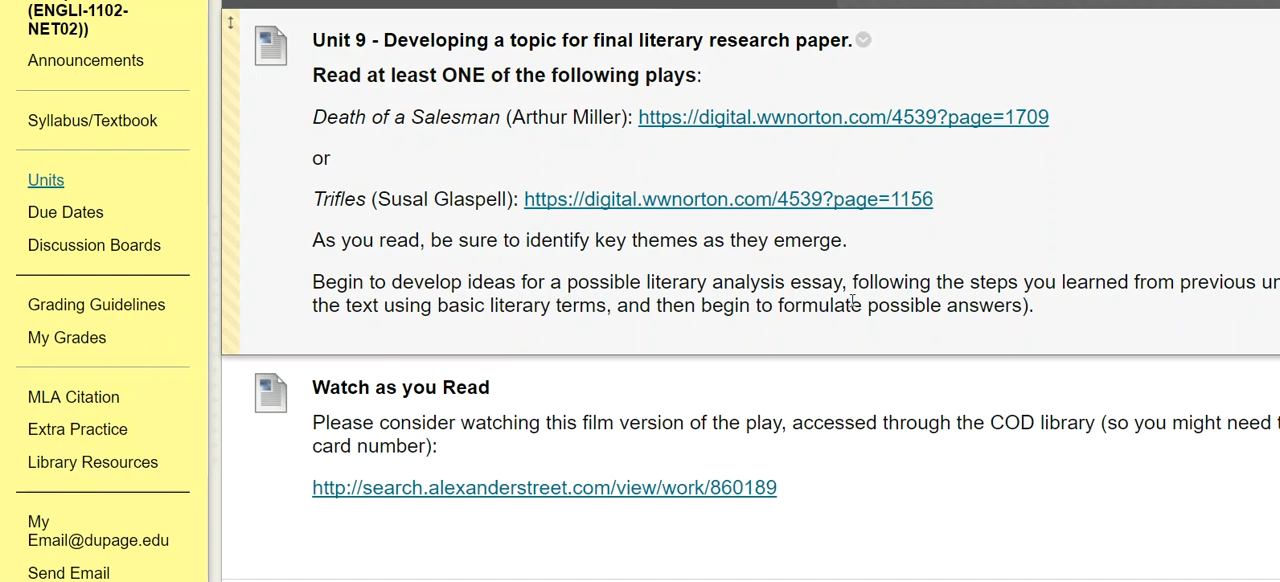 (ENGLI-1102-
NET02))
Announcements
Syllabus/Textbook
Units
Due Dates
Discussion Boards
Grading Guidelines
My Grades
MLA Citation
Extra Practice
Library Resources
My
Email@dupage.edu
Send Email
Unit 9 - Developing a topic for final literary research paper.
Read at least ONE of the following plays:
Death of a Salesman (Arthur Miller): https://digital.wwnorton.com/4539?page=1709
or
Trifles (Susal Glaspell): https://digital.wwnorton.com/4539?page=1156
As you read, be sure to identify key themes as they emerge.
Begin to develop ideas for a possible literary analysis essay, following the steps you learned from previous
the text using basic literary terms, and then begin to formulate possible answers).
Watch as you Read
Please consider watching this film version of the play, accessed through the COD library (so you might need
card number):
http://search.alexanderstreet.com/view/work/860189